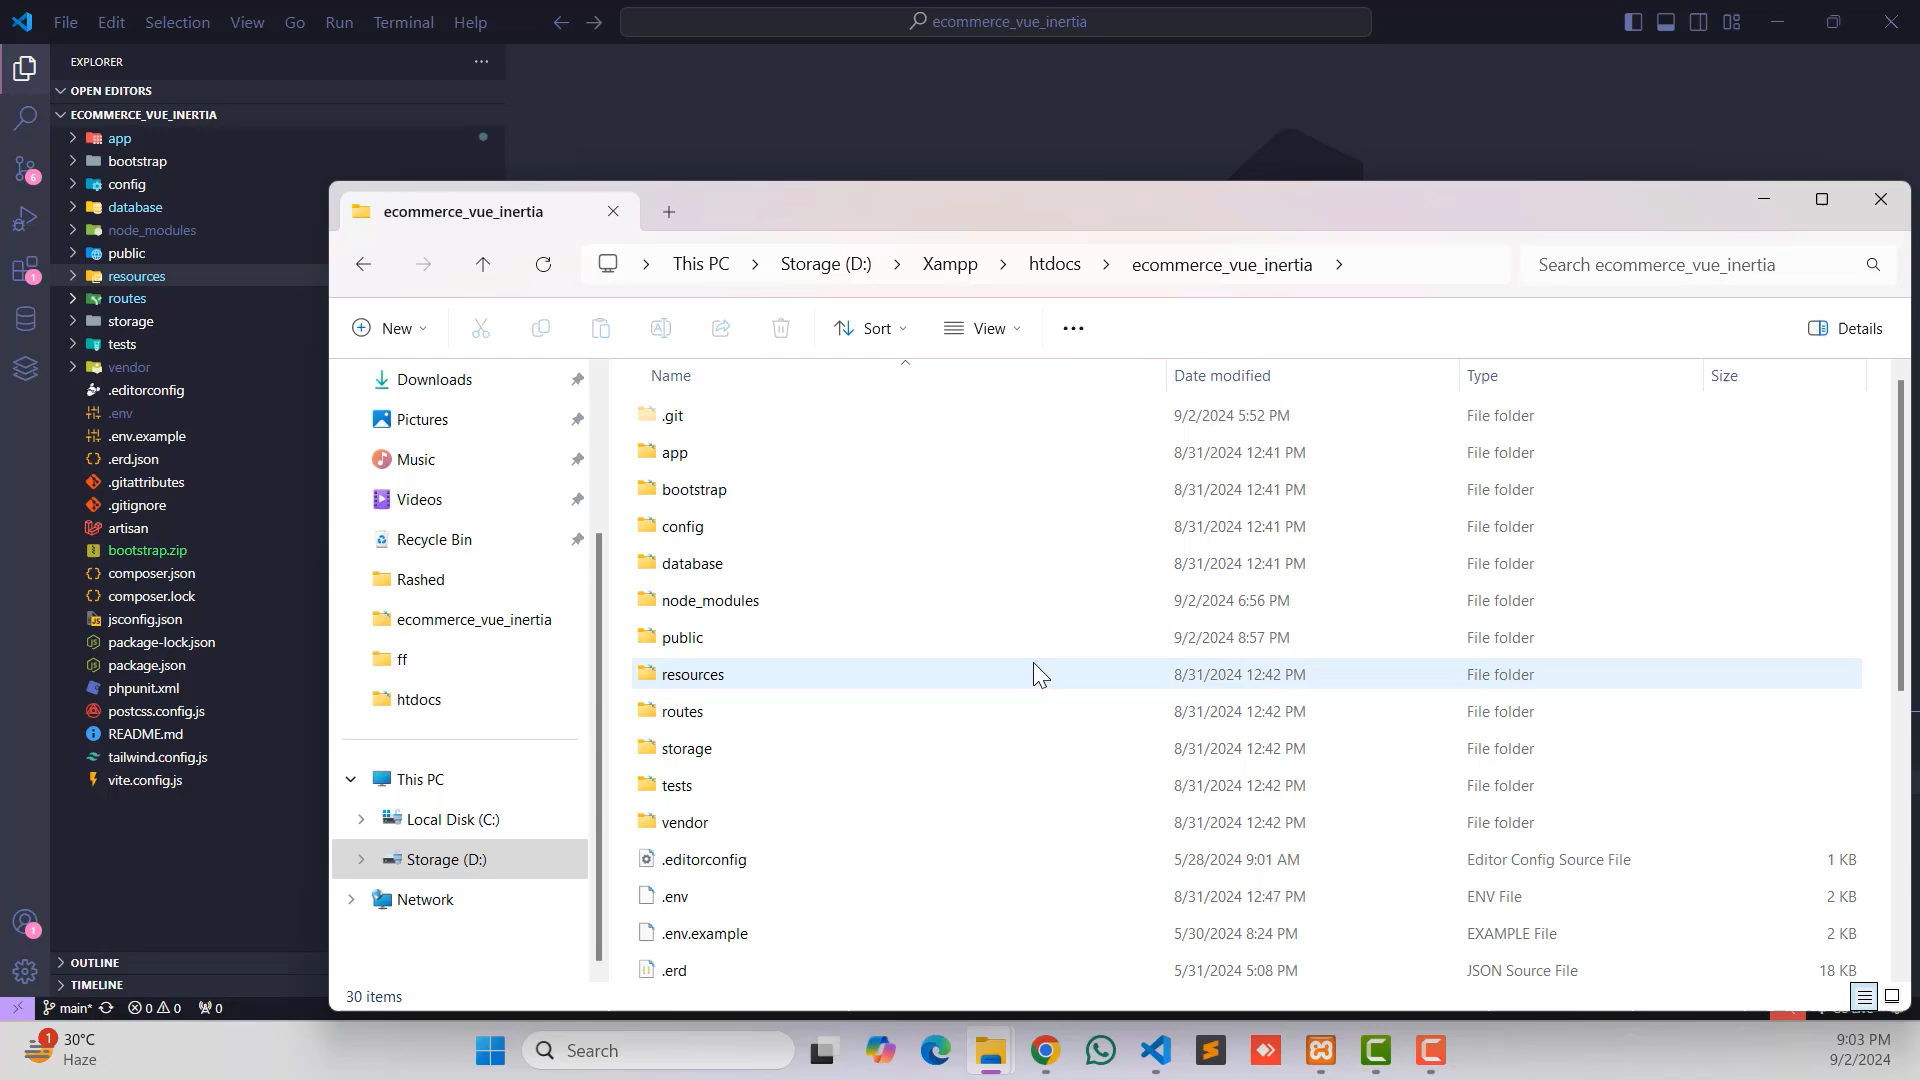 File Edit Selection View Go Run Terminal Help
ecommerce_vue_inertia
EXPLORER
OPEN EDITORS
ECOMMERCE_VUE_INERTIA
app
bootstrap
config
database
node_modules
public
resources
routes
storage
tests
vendor
.editorconfig
.env
.env.example
.erd.json
.gitattributes
.gitignore
artisan
bootstrap.zip
composer.json
composer.lock
jsconfig.json
package-lock.json
package.json
phpunit.xml
postcss.config.js
README.md
tailwind.config.js
vite.config.js
OUTLINE
TIMELINE
6
1
1
main* 0 0 0
ecommerce_vue_inertia
This PC Storage (D:) Xampp htdocs ecommerce_vue_inertia
Search ecommerce_vue_inertia
New Sort View Details
Downloads
Pictures
Music
Videos
Recycle Bin
Rashed
ecommerce_vue_inertia
ff
htdocs
This PC
Local Disk (C:)
Storage (D:)
Network
Name Date modified Type Size
.git 9/2/2024 5:52 PM File folder
app 8/31/2024 12:41 PM File folder
bootstrap 8/31/2024 12:41 PM File folder
config 8/31/2024 12:41 PM File folder
database 8/31/2024 12:41 PM File folder
node_modules 9/2/2024 6:56 PM File folder
public 9/2/2024 8:57 PM File folder
resources 8/31/2024 12:42 PM File folder
routes 8/31/2024 12:42 PM File folder
storage 8/31/2024 12:42 PM File folder
tests 8/31/2024 12:42 PM File folder
vendor 8/31/2024 12:42 PM File folder
.editorconfig 5/28/2024 9:01 AM Editor Config Source File 1 KB
.env 8/31/2024 12:47 PM ENV File 2 KB
.env.example 5/30/2024 8:24 PM EXAMPLE File 2 KB
.erd 5/31/2024 5:08 PM JSON Source File 18 KB
30 items
1
30°C
Haze
Search
9:03 PM
9/2/2024